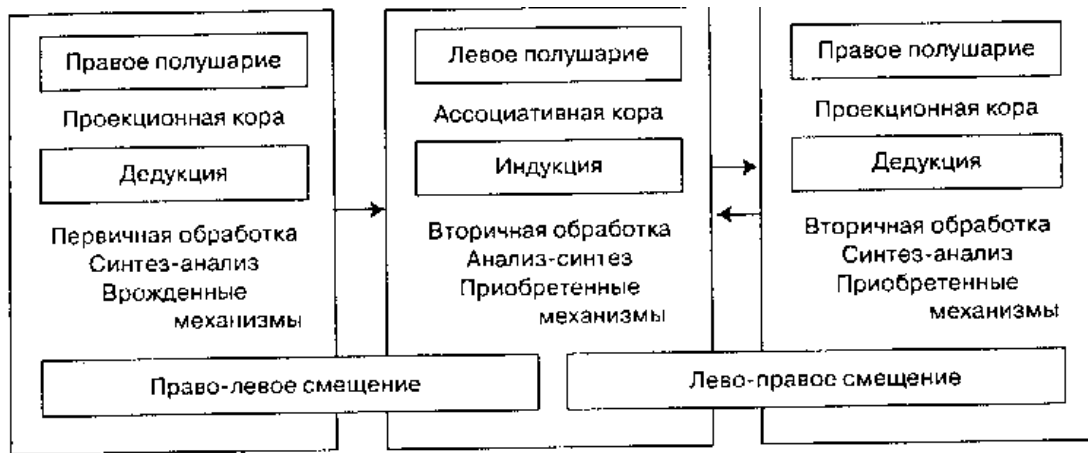 Правое полушарие
Проекционная кора
Дедукция
Первичная обработка
Синтез-анализ
Врожденные
механизмы
Левое полушарие
Ассоциативная кора
Индукция
Вторичная обработка
Анализ-синтез
Приобретенные
механизмы
Правое полушарие
Проекционная кора
Дедукция
Вторичная обработка
Синтез-анализ
Приобретенные
механизмы
Право-левое смещение
Лево-правое смещение